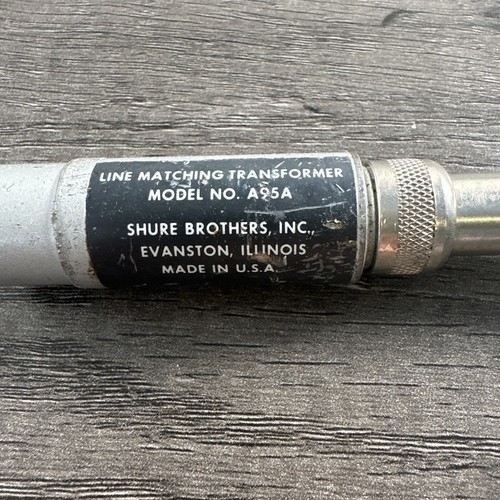 LINE MATCHING TRANSFORMER
MODEL NO. A95A
SHURE BROTHERS, INC.,
EVANSTON, ILLINOIS
MADE IN U.S.A.